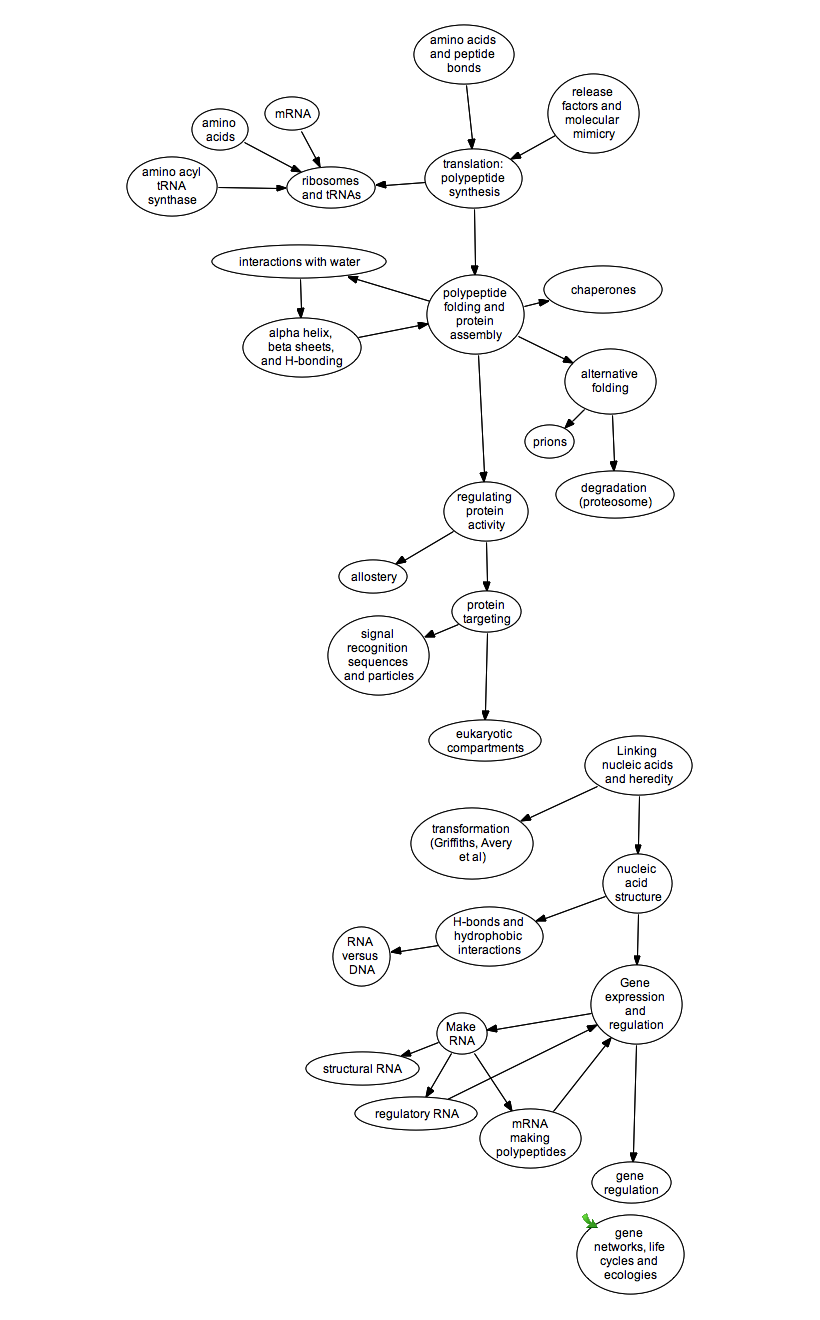 amino acids
and peptide
bonds
release
factors and
molecular
mimicry
mRNA
amino
acids
amino acyl
tRNA
synthase
ribosomes
and tRNAs
translation:
polypeptide
synthesis
interactions with water
polypeptide
folding and
protein
assembly
chaperones
alpha helix,
beta sheets,
and H-bonding
alternative
folding
prions
degradation
(proteosome)
regulating
protein
activity
allostery
protein
targeting
signal
recognition
sequences
and particles
eukaryotic
compartments
Linking
nucleic acids
and heredity
transformation
(Griffiths, Avery
et al)
nucleic
acid
structure
H-bonds and
hydrophobic
interactions
RNA
versus
DNA
Gene
expression
and
regulation
Make
RNA
structural RNA
regulatory RNA
mRNA
making
polypeptides
gene
regulation
gene
networks, life
cycles and
ecologies